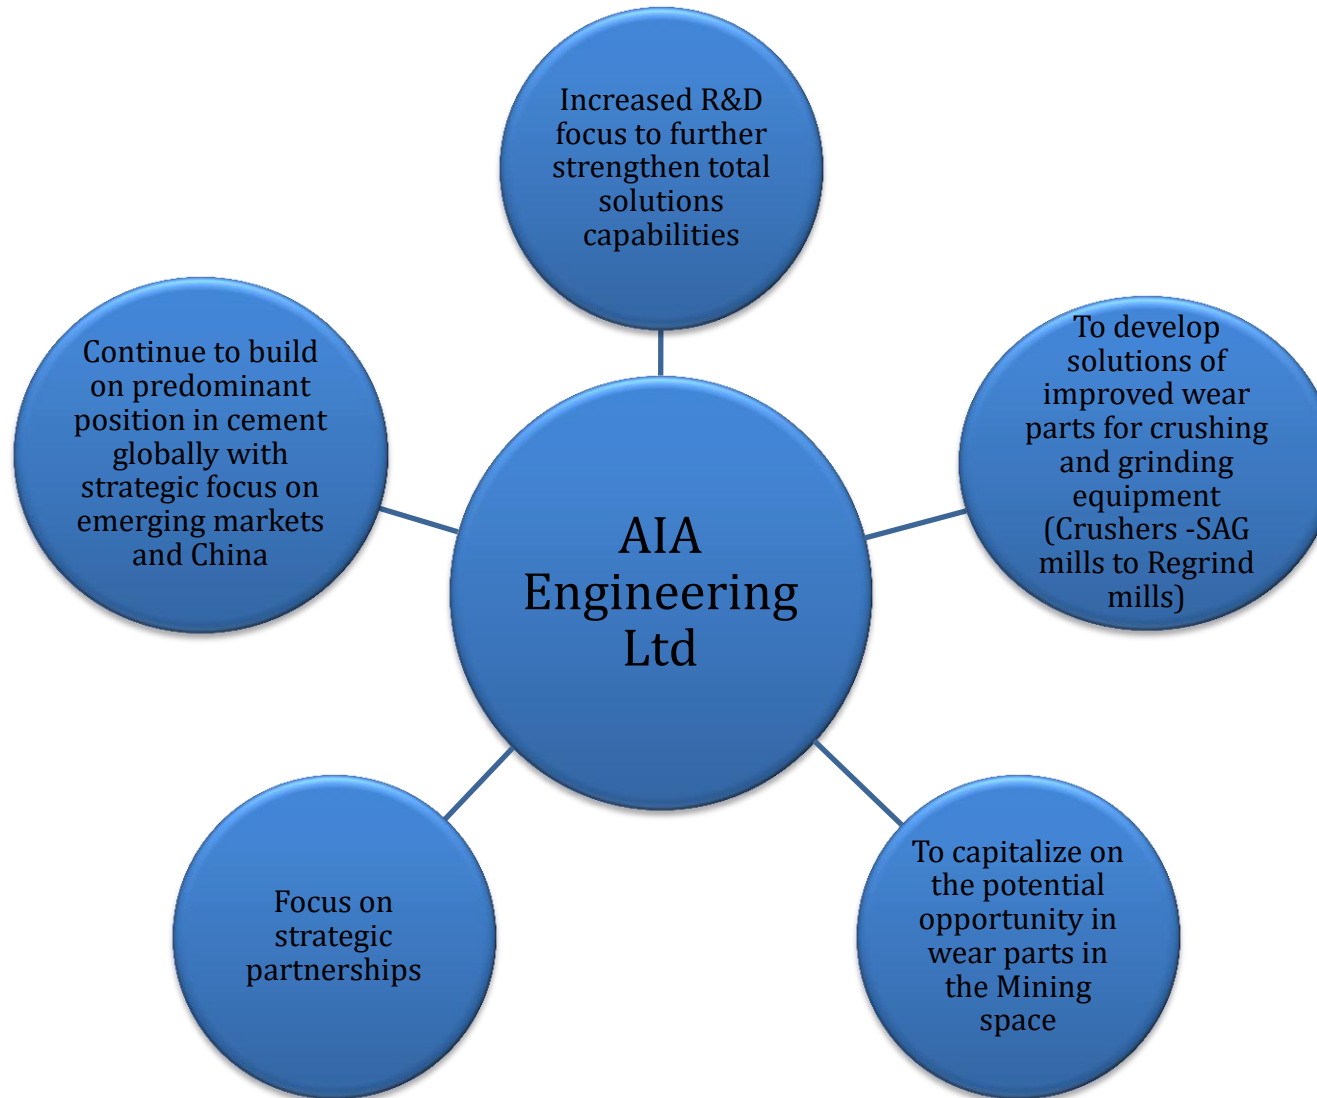 Increased R&D
focus to further
strengthen total
solutions
capabilities
To develop
solutions of
improved wear
parts for crushing
and grinding
equipment
(Crushers -SAG
mills to Regrind
mills)
To capitalize on
the potential
opportunity in
wear parts in
the Mining
space
Focus on
strategic
partnerships
Continue to build
on predominant
position in cement
globally with
strategic focus on
emerging markets
and China
AIA
Engineering
Ltd